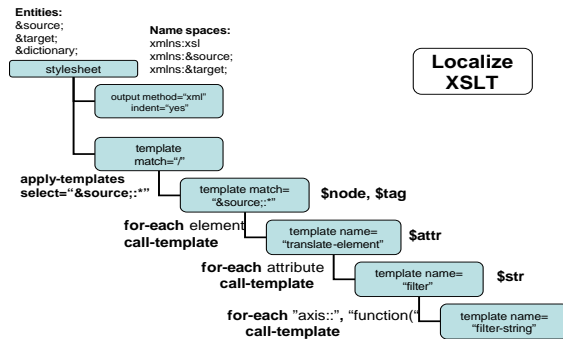 Entities:
&source;
&target;
&dictionary;
Name spaces:
xmlns:xsl
xmlns:&source;
xmlns:&target;
Localize
XSLT
stylesheet
output method=“xml”
indent=“yes”
template
match=“/”
apply-templates
select=“&source;:*”
template match=
“&source;:*”
$node, $tag
for-each element
call-template
template name=
“translate-element”
$attr
for-each attribute
call-template
template name=
“filter”
$str
for-each ”axis::”, “function(“
call-template
template name=
“filter-string”